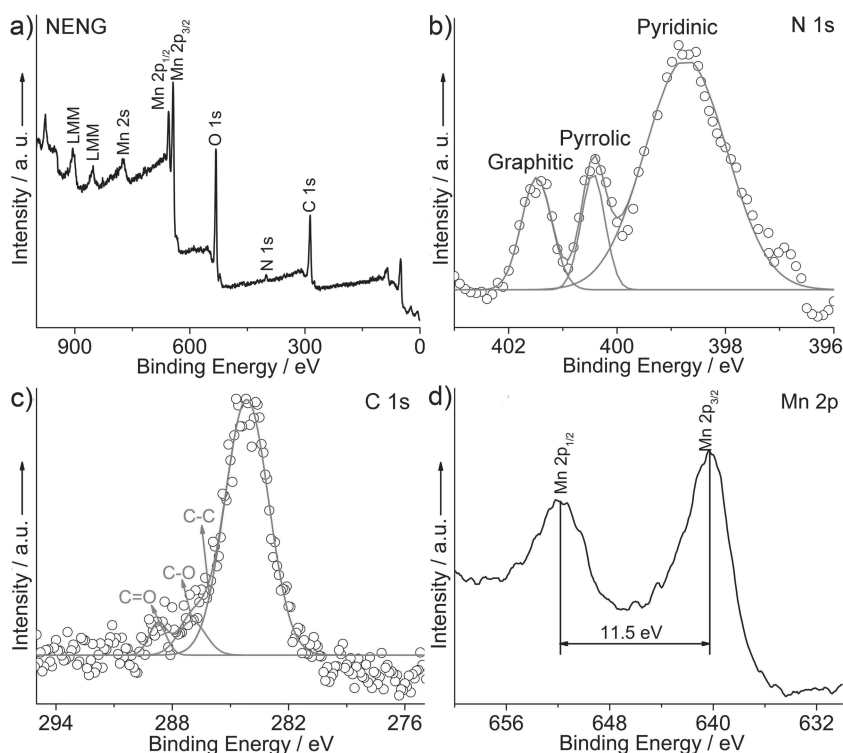 a) NENG
Intensity / a. u.
LMM
LMM
Mn 2s
Mn 2p1/2
Mn 2p3/2
O 1s
N 1s
C 1s
900 600 300 0
Binding Energy / eV
b) N 1s
Intensity / a. u.
Graphitic
Pyrrolic
Pyridinic
402 400 398 396
Binding Energy / eV
c) C 1s
Intensity / a.u.
C=O
C-O
C-C
294 288 282 276
Binding Energy / eV
d) Mn 2p
Intensity / a.u.
Mn 2p1/2
Mn 2p3/2
11.5 eV
656 648 640 632
Binding Energy / eV